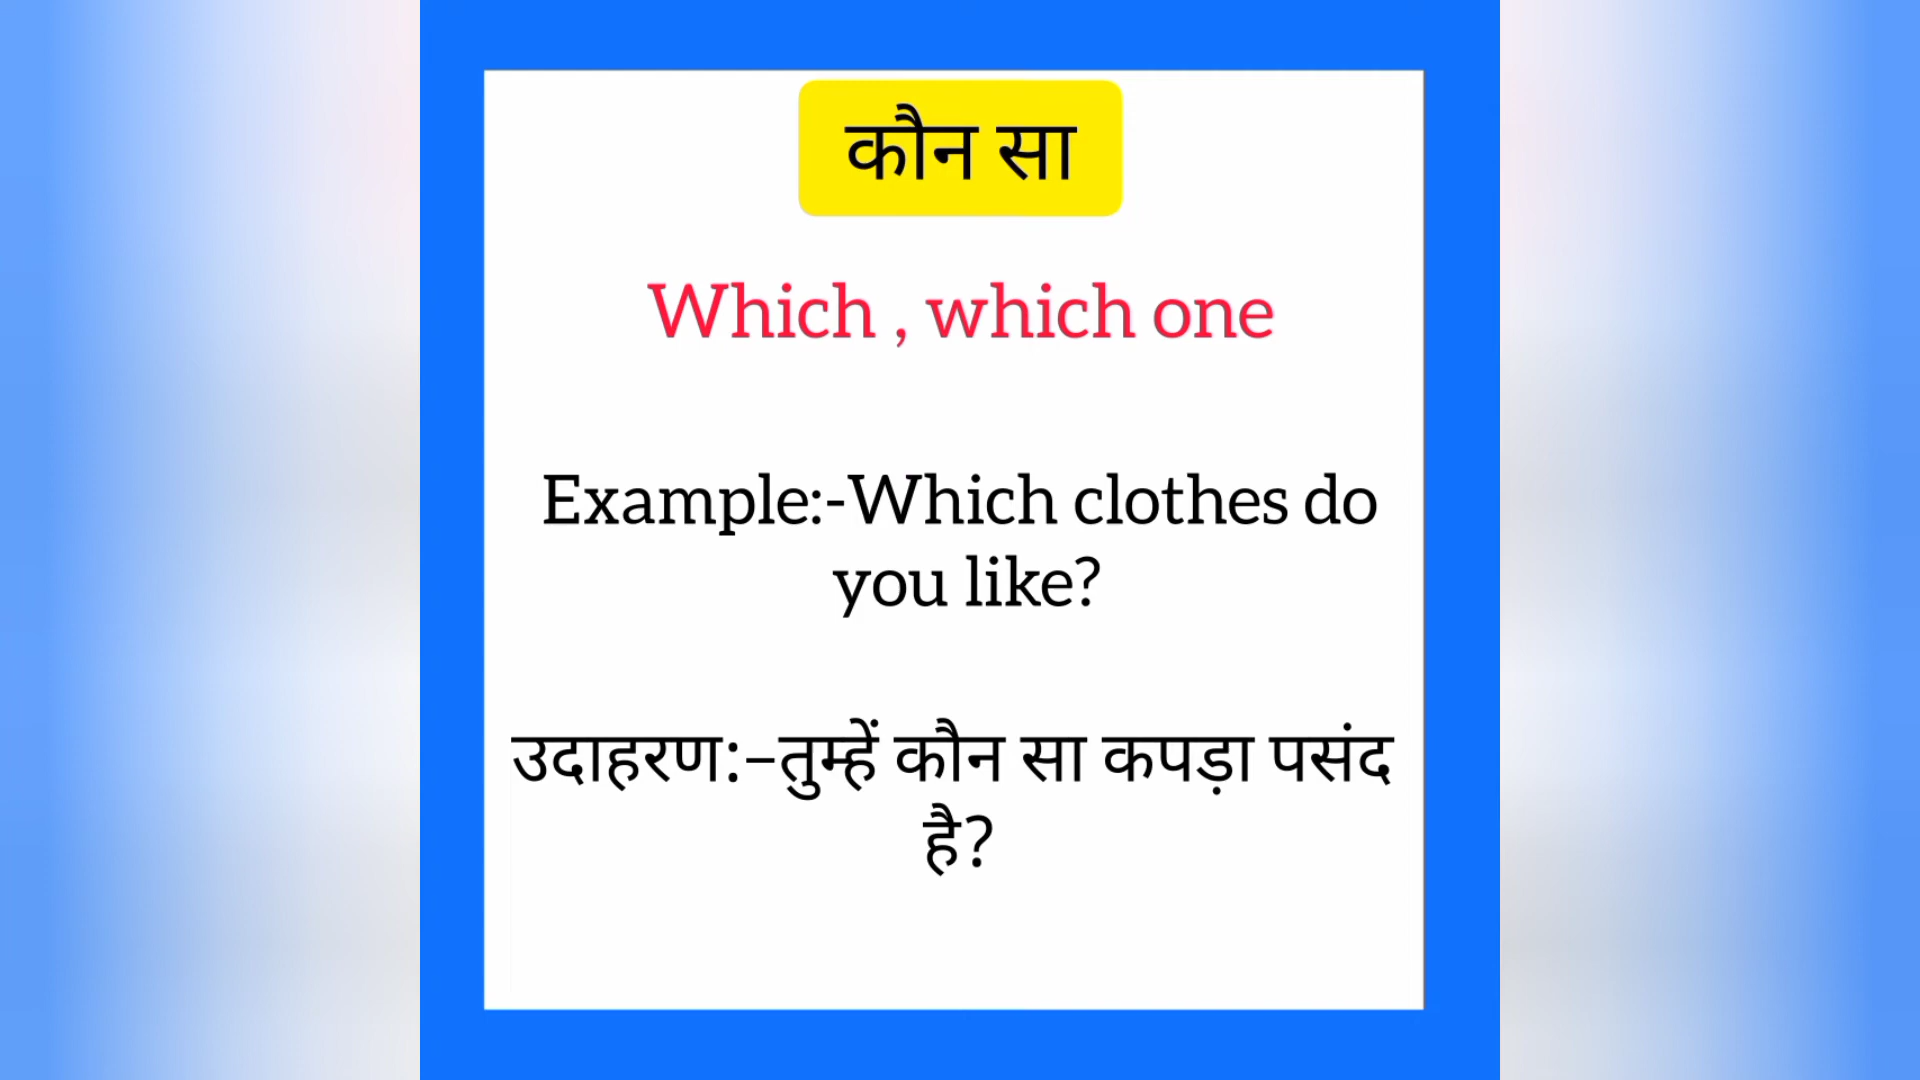 कौन सा
Which , which one
Example:-Which clothes do
you like?
उदाहरण:–तुम्हें कौन सा कपड़ा पसंद
है?